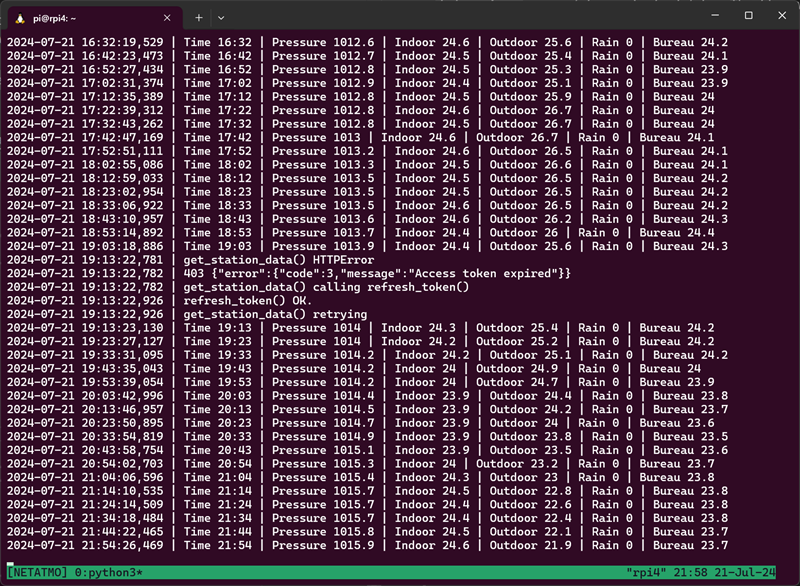 pi@rpi4: ~
2024-07-21 16:32:19,529 | Time 16:32 | Pressure 1012.6 | Indoor 24.6 | Outdoor 25.6 | Rain 0 | Bureau 24.2
2024-07-21 16:42:23,473 | Time 16:42 | Pressure 1012.7 | Indoor 24.5 | Outdoor 25.4 | Rain 0 | Bureau 24.1
2024-07-21 16:52:27,434 | Time 16:52 | Pressure 1012.8 | Indoor 24.5 | Outdoor 25.3 | Rain 0 | Bureau 23.9
2024-07-21 17:02:31,374 | Time 17:02 | Pressure 1012.9 | Indoor 24.4 | Outdoor 25.1 | Rain 0 | Bureau 23.9
2024-07-21 17:12:35,389 | Time 17:12 | Pressure 1012.8 | Indoor 24.5 | Outdoor 25.9 | Rain 0 | Bureau 24
2024-07-21 17:22:39,312 | Time 17:22 | Pressure 1012.8 | Indoor 24.6 | Outdoor 26.7 | Rain 0 | Bureau 24
2024-07-21 17:32:43,262 | Time 17:32 | Pressure 1012.8 | Indoor 24.5 | Outdoor 26.7 | Rain 0 | Bureau 24
2024-07-21 17:42:47,169 | Time 17:42 | Pressure 1013 | Indoor 24.6 | Outdoor 26.7 | Rain 0 | Bureau 24.1
2024-07-21 17:52:51,111 | Time 17:52 | Pressure 1013.2 | Indoor 24.6 | Outdoor 26.5 | Rain 0 | Bureau 24.1
2024-07-21 18:02:55,086 | Time 18:02 | Pressure 1013.3 | Indoor 24.5 | Outdoor 26.6 | Rain 0 | Bureau 24.1
2024-07-21 18:12:59,033 | Time 18:12 | Pressure 1013.5 | Indoor 24.5 | Outdoor 26.5 | Rain 0 | Bureau 24.2
2024-07-21 18:23:02,954 | Time 18:23 | Pressure 1013.5 | Indoor 24.5 | Outdoor 26.5 | Rain 0 | Bureau 24.2
2024-07-21 18:33:06,922 | Time 18:33 | Pressure 1013.6 | Indoor 24.5 | Outdoor 26.5 | Rain 0 | Bureau 24.2
2024-07-21 18:43:10,957 | Time 18:43 | Pressure 1013.6 | Indoor 24.6 | Outdoor 26.2 | Rain 0 | Bureau 24.3
2024-07-21 18:53:14,892 | Time 18:53 | Pressure 1013.7 | Indoor 24.4 | Outdoor 26 | Rain 0 | Bureau 24.4
2024-07-21 19:03:18,886 | Time 19:03 | Pressure 1013.9 | Indoor 24.4 | Outdoor 25.6 | Rain 0 | Bureau 24.3
2024-07-21 19:13:22,781 | get_station_data() HTTPError
2024-07-21 19:13:22,782 | 403 {"error":{"code":3,"message":"Access token expired"}}
2024-07-21 19:13:22,782 | get_station_data() calling refresh_token()
2024-07-21 19:13:22,926 | refresh_token() OK.
2024-07-21 19:13:22,926 | get_station_data() retrying
2024-07-21 19:13:23,130 | Time 19:13 | Pressure 1014 | Indoor 24.3 | Outdoor 25.4 | Rain 0 | Bureau 24.2
2024-07-21 19:23:27,127 | Time 19:23 | Pressure 1014 | Indoor 24.2 | Outdoor 25.2 | Rain 0 | Bureau 24.2
2024-07-21 19:33:31,095 | Time 19:33 | Pressure 1014.2 | Indoor 24.2 | Outdoor 25.1 | Rain 0 | Bureau 24.2
2024-07-21 19:43:35,043 | Time 19:43 | Pressure 1014.2 | Indoor 24 | Outdoor 24.9 | Rain 0 | Bureau 24
2024-07-21 19:53:39,054 | Time 19:53 | Pressure 1014.2 | Indoor 24 | Outdoor 24.7 | Rain 0 | Bureau 23.9
2024-07-21 20:03:42,996 | Time 20:03 | Pressure 1014.4 | Indoor 23.9 | Outdoor 24.4 | Rain 0 | Bureau 23.8
2024-07-21 20:13:46,957 | Time 20:13 | Pressure 1014.5 | Indoor 23.9 | Outdoor 24.2 | Rain 0 | Bureau 23.7
2024-07-21 20:23:50,895 | Time 20:23 | Pressure 1014.7 | Indoor 23.9 | Outdoor 24 | Rain 0 | Bureau 23.6
2024-07-21 20:33:54,819 | Time 20:33 | Pressure 1014.9 | Indoor 23.9 | Outdoor 23.8 | Rain 0 | Bureau 23.5
2024-07-21 20:43:58,754 | Time 20:43 | Pressure 1015.1 | Indoor 23.9 | Outdoor 23.5 | Rain 0 | Bureau 23.6
2024-07-21 20:54:02,703 | Time 20:54 | Pressure 1015.3 | Indoor 24 | Outdoor 23.2 | Rain 0 | Bureau 23.7
2024-07-21 21:04:06,596 | Time 21:04 | Pressure 1015.4 | Indoor 24.3 | Outdoor 23 | Rain 0 | Bureau 23.8
2024-07-21 21:14:10,535 | Time 21:14 | Pressure 1015.7 | Indoor 24.5 | Outdoor 22.8 | Rain 0 | Bureau 23.8
2024-07-21 21:24:14,509 | Time 21:24 | Pressure 1015.7 | Indoor 24.4 | Outdoor 22.6 | Rain 0 | Bureau 23.8
2024-07-21 21:34:18,484 | Time 21:34 | Pressure 1015.7 | Indoor 24.4 | Outdoor 22.4 | Rain 0 | Bureau 23.8
2024-07-21 21:44:22,465 | Time 21:44 | Pressure 1015.8 | Indoor 24.5 | Outdoor 22.1 | Rain 0 | Bureau 23.7
2024-07-21 21:54:26,469 | Time 21:54 | Pressure 1015.9 | Indoor 24.6 | Outdoor 21.9 | Rain 0 | Bureau 23.7
[NETATMO] 0:python3* "rpi4" 21:58 21-Jul-24